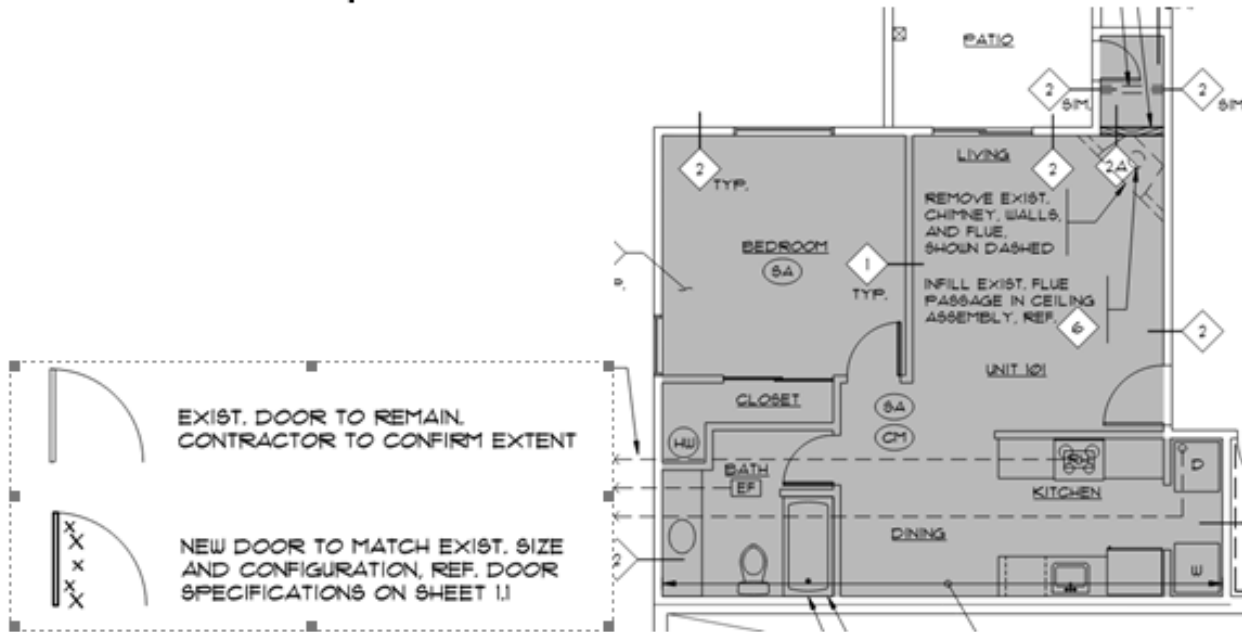 PATIO
2
SIM.
2
SIM
2
TYP.
LIVING
2
2A
REMOVE EXIST.
CHIMNEY, WALLS,
AND FLUE,
SHOWN DASHED
BEDROOM
SA
1
TYP.
INFILL EXIST. FLUE
PASSAGE IN CEILING
ASSEMBLY, REF.
6
2
UNIT 101
CLOSET
SA
CM
HW
BATH
EF
D
KITCHEN
DINING
W
EXIST. DOOR TO REMAIN.
CONTRACTOR TO CONFIRM EXTENT
NEW DOOR TO MATCH EXIST. SIZE
AND CONFIGURATION, REF. DOOR
SPECIFICATIONS ON SHEET 1.1